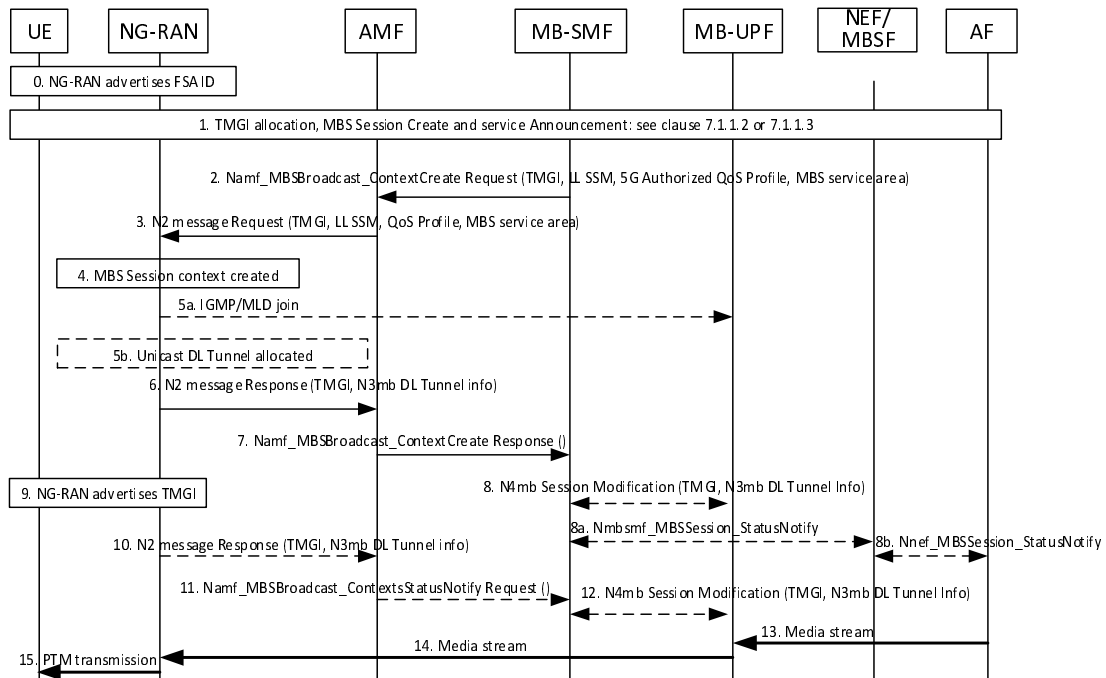 UE
NG-RAN
AMF
MB-SMF
MB-UPF
NEF/
MBSF
AF
0. NG-RAN advertises FSA ID
1. TMGI allocation, MBS Session Create and service Announcement: see clause 7.1.1.2 or 7.1.1.3
2. Namf_MBSBroadcast_ContextCreate Request (TMGI, LL SSM, 5G Authorized QoS Profile, MBS service area)
3. N2 message Request (TMGI, LL SSM, QoS Profile, MBS service area)
4. MBS Session context created
5a. IGMP/MLD join
5b. Unicast DL Tunnel allocated
6. N2 message Response (TMGI, N3mb DL Tunnel info)
7. Namf_MBSBroadcast_ContextCreate Response ()
8. N4mb Session Modification (TMGI, N3mb DL Tunnel Info)
9. NG-RAN advertises TMGI
8a. Nmbsmf_MBSSession_StatusNotify
8b. Nnef_MBSSession_StatusNotify
10. N2 message Response (TMGI, N3mb DL Tunnel info)
11. Namf_MBSBroadcast_ContextsStatusNotify Request ()
12. N4mb Session Modification (TMGI, N3mb DL Tunnel Info)
13. Media stream
14. Media stream
15. PTM transmission